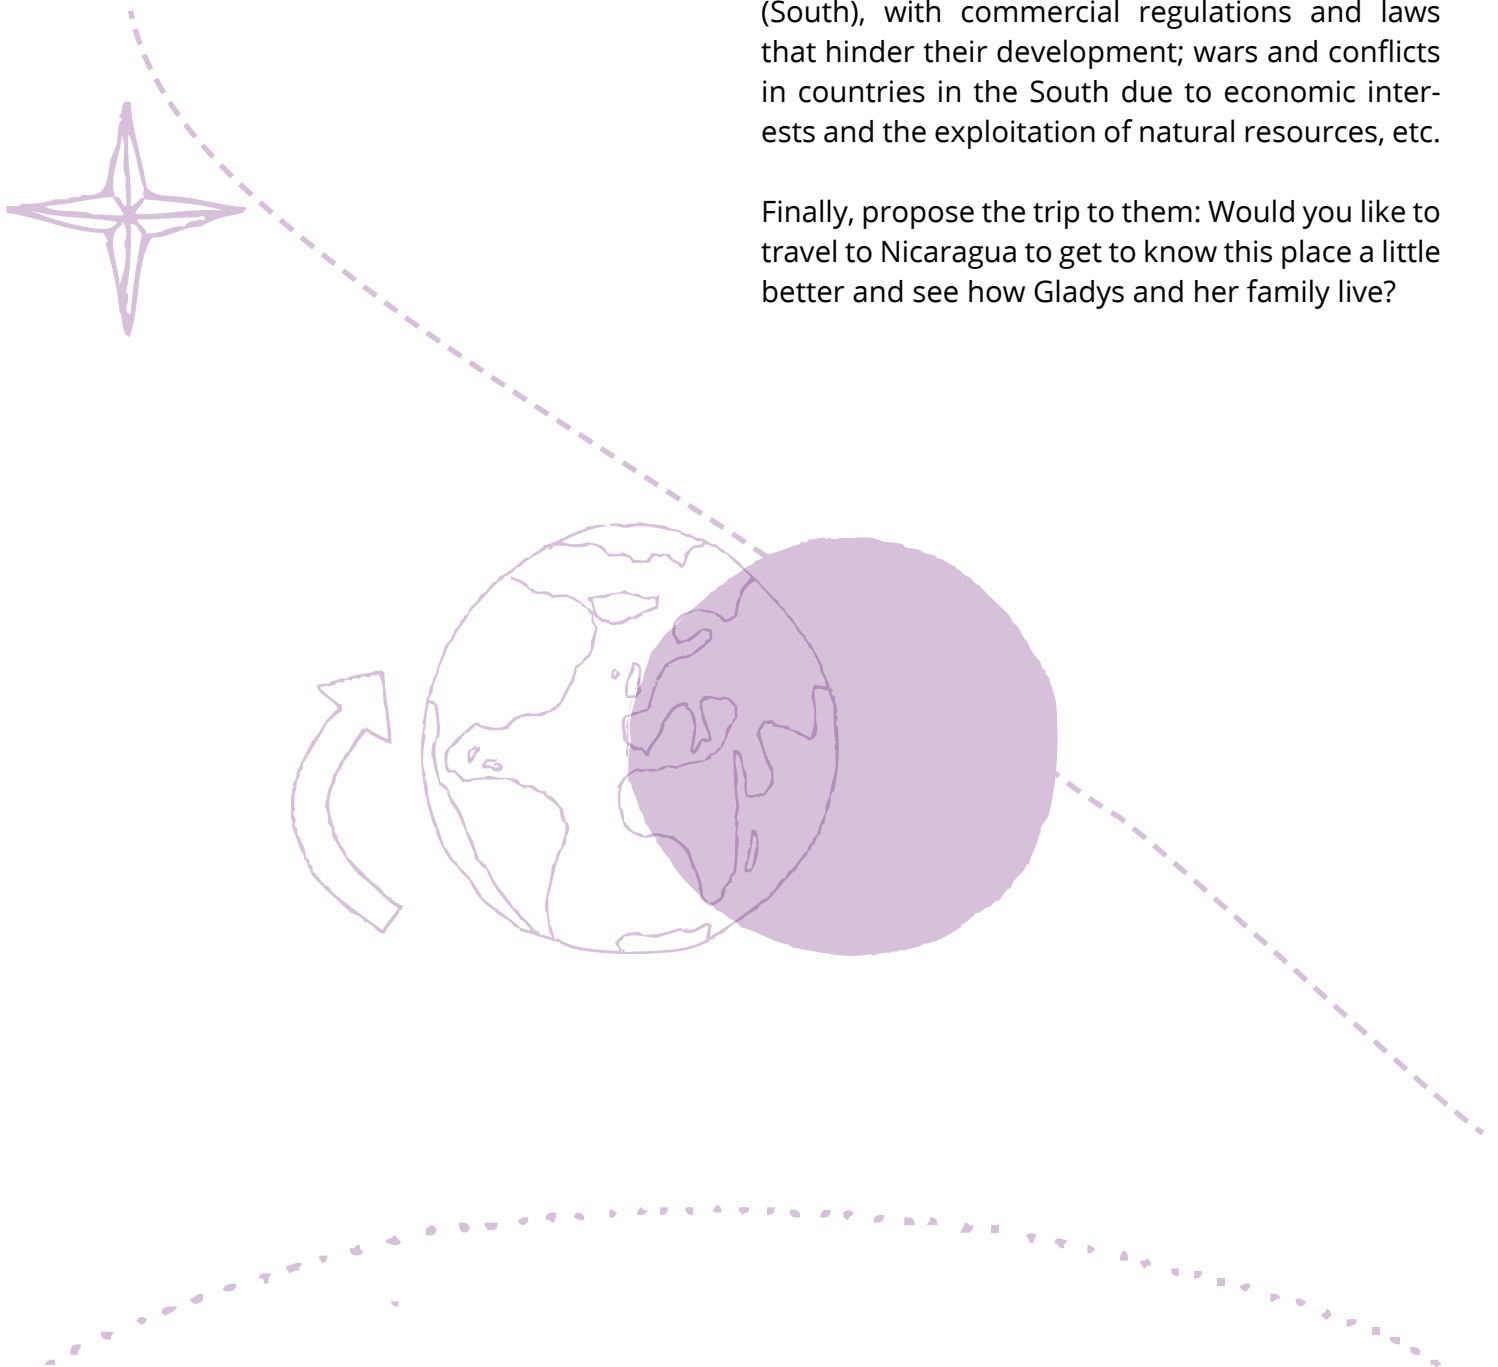 (South), with commercial regulations and laws
that hinder their development; wars and conflicts
in countries in the South due to economic inter-
ests and the exploitation of natural resources, etc.
Finally, propose the trip to them: Would you like to
travel to Nicaragua to get to know this place a little
better and see how Gladys and her family live?